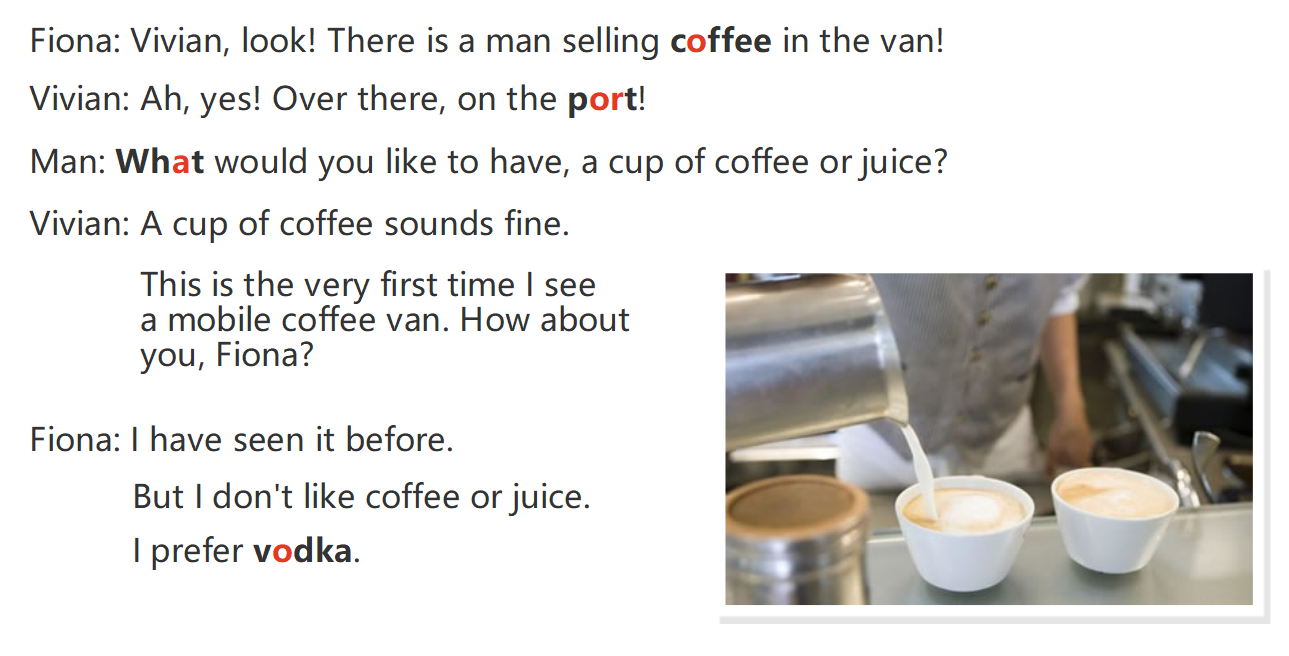 Fiona: Vivian, look! There is a man selling coffee in the van!
Vivian: Ah, yes! Over there, on the port!
Man: What would you like to have, a cup of coffee or juice?
Vivian: A cup of coffee sounds fine.
This is the very first time I see
a mobile coffee van. How about
you, Fiona?
Fiona: I have seen it before.
But I don't like coffee or juice.
I prefer vodka.